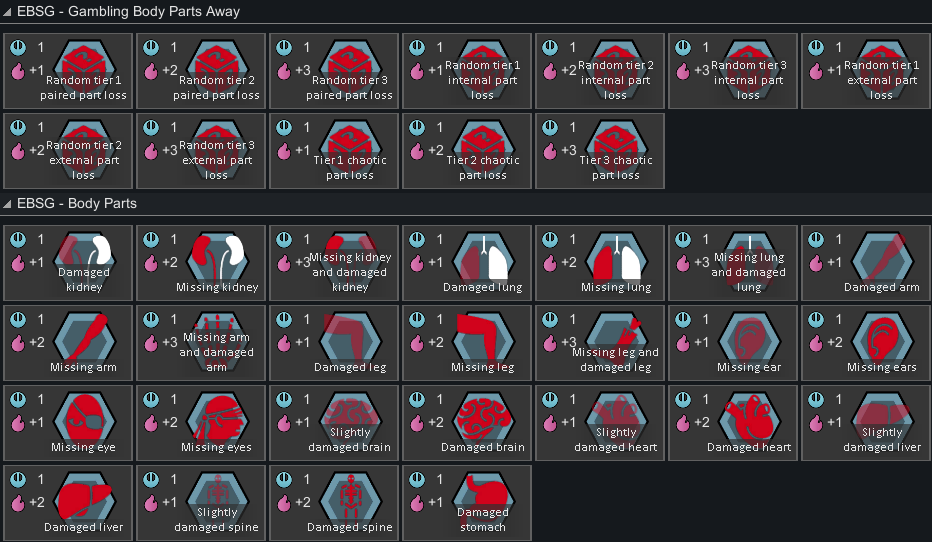 EBSG - Gambling Body Parts Away
1
+1
Random tier 1
paired part loss
1
+2
Random tier 2
paired part loss
1
+3
Random tier 3
paired part loss
1
+1
Random tier 1
internal part
loss
1
+2
Random tier 2
internal part
loss
1
+3
Random tier 3
internal part
loss
1
+1
Random tier 1
external part
loss
1
+2
Random tier 2
external part
loss
1
+3
Random tier 3
external part
loss
1
+1
Tier 1 chaotic
part loss
1
+2
Tier 2 chaotic
part loss
1
+3
Tier 3 chaotic
part loss
EBSG - Body Parts
1
+1
Damaged
kidney
1
+2
Missing kidney
1
+3
Missing kidney
and damaged
kidney
1
+1
Damaged lung
1
+2
Missing lung
1
+3
Missing lung
and damaged
lung
1
+1
Damaged arm
1
+2
Missing arm
1
+3
Missing arm
and damaged
arm
1
+1
Damaged leg
1
+2
Missing leg
1
+3
Missing leg and
damaged leg
1
+1
Missing ear
1
+2
Missing ears
1
+1
Missing eye
1
+2
Missing eyes
1
+1
Slightly
damaged brain
1
+2
Damaged brain
1
+1
Slightly
damaged heart
1
+2
Damaged heart
1
+1
Slightly
damaged liver
1
+2
Damaged liver
1
+1
Slightly
damaged spine
1
+2
Damaged spine
1
+1
Damaged
stomach